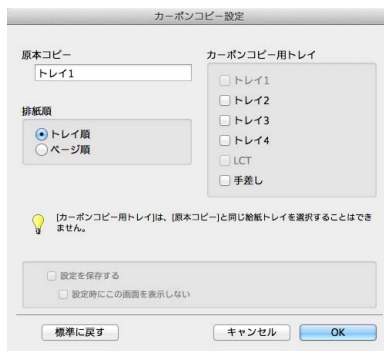 カーボンコピー設定
原本コピー
トレイ1
排紙順
トレイ順
ページ順
カーボンコピー用トレイ
トレイ1
トレイ2
トレイ3
トレイ4
LCT
手差し
[カーボンコピー用トレイ]は、[原本コピー]と同じ給紙トレイを選択することはでき
ません。
設定を保存する
設定時にこの画面を表示しない
標準に戻す
キャンセル
OK